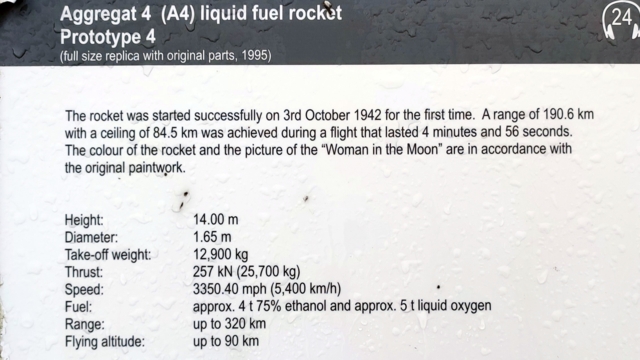 Aggregat 4 (A4) liquid fuel rocket
Prototype 4
(full size replica with original parts, 1995)
24
The rocket was started successfully on 3rd October 1942 for the first time. A range of 190.6 km
with a ceiling of 84.5 km was achieved during a flight that lasted 4 minutes and 56 seconds.
The colour of the rocket and the picture of the “Woman in the Moon” are in accordance with
the original paintwork.
Height: 14.00 m
Diameter: 1.65 m
Take-off weight: 12,900 kg
Thrust: 257 kN (25,700 kg)
Speed: 3350.40 mph (5,400 km/h)
Fuel: approx. 4 t 75% ethanol and approx. 5 t liquid oxygen
Range: up to 320 km
Flying altitude: up to 90 km